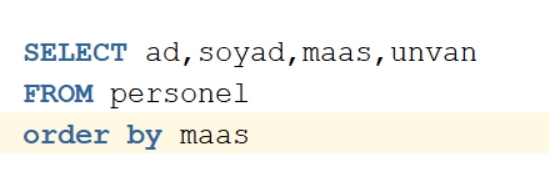 SELECT ad,soyad,maas,unvan
FROM personel
order by maas